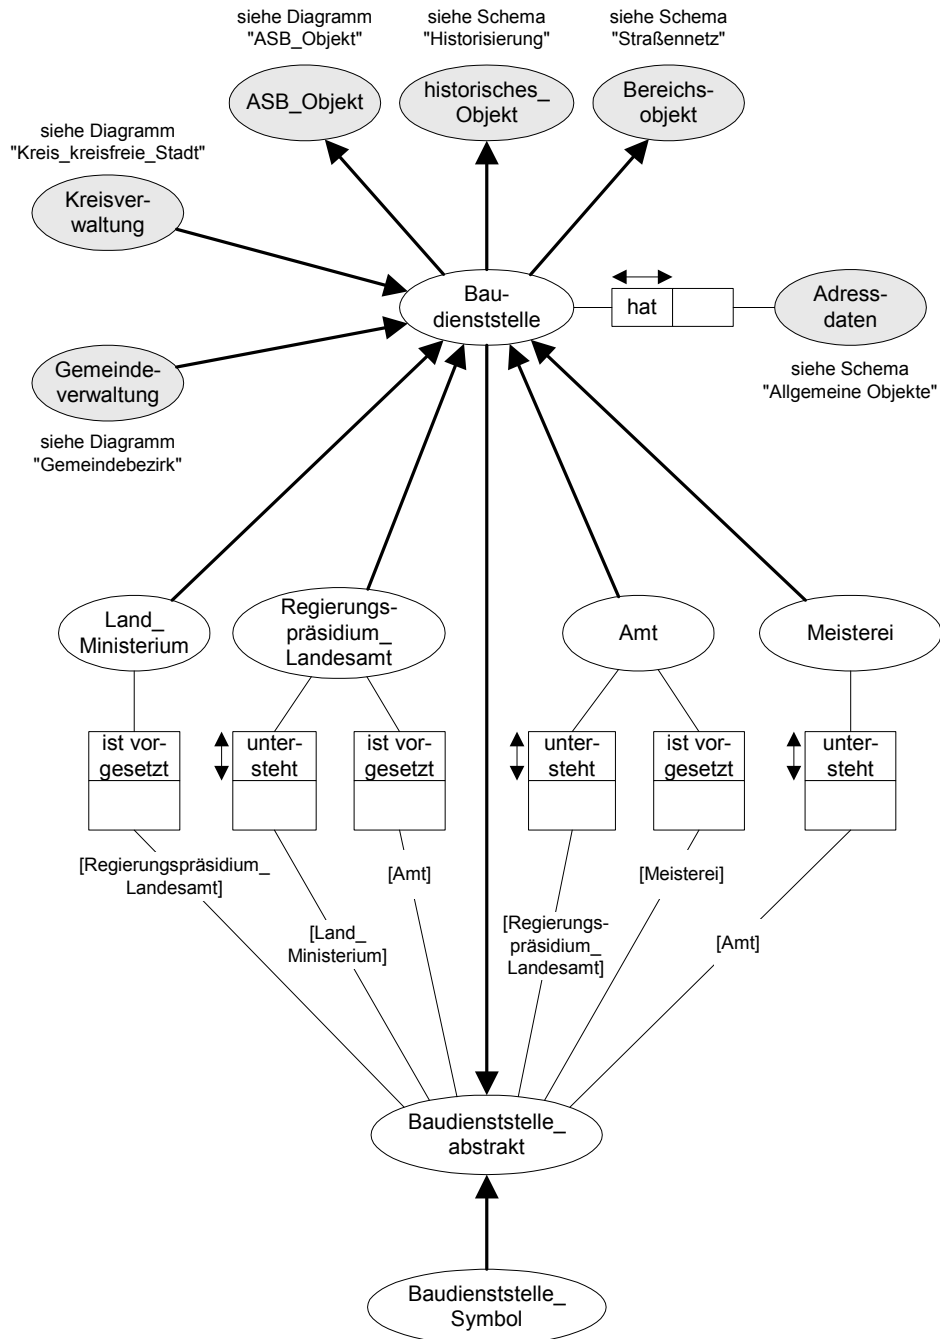 siehe Diagramm
"ASB_Objekt"
siehe Schema
"Historisierung"
siehe Schema
"Straßennetz"
ASB_Objekt
historisches_
Objekt
Bereichs-
objekt
siehe Diagramm
"Kreis_kreisfreie_Stadt"
Kreisver-
waltung
Bau-
dienststelle
hat
Adress-
daten
siehe Schema
"Allgemeine Objekte"
Gemeinde-
verwaltung
siehe Diagramm
"Gemeindebezirk"
Land_
Ministerium
Regierungs-
präsidium_
Landesamt
Amt
Meisterei
ist vor-
gesetzt
unter-
steht
ist vor-
gesetzt
unter-
steht
ist vor-
gesetzt
unter-
steht
[Regierungspräsidium_
Landesamt]
[Land_
Ministerium]
[Amt]
[Regierungs-
präsidium_
Landesamt]
[Meisterei]
[Amt]
Baudienststelle_
abstrakt
Baudienststelle_
Symbol